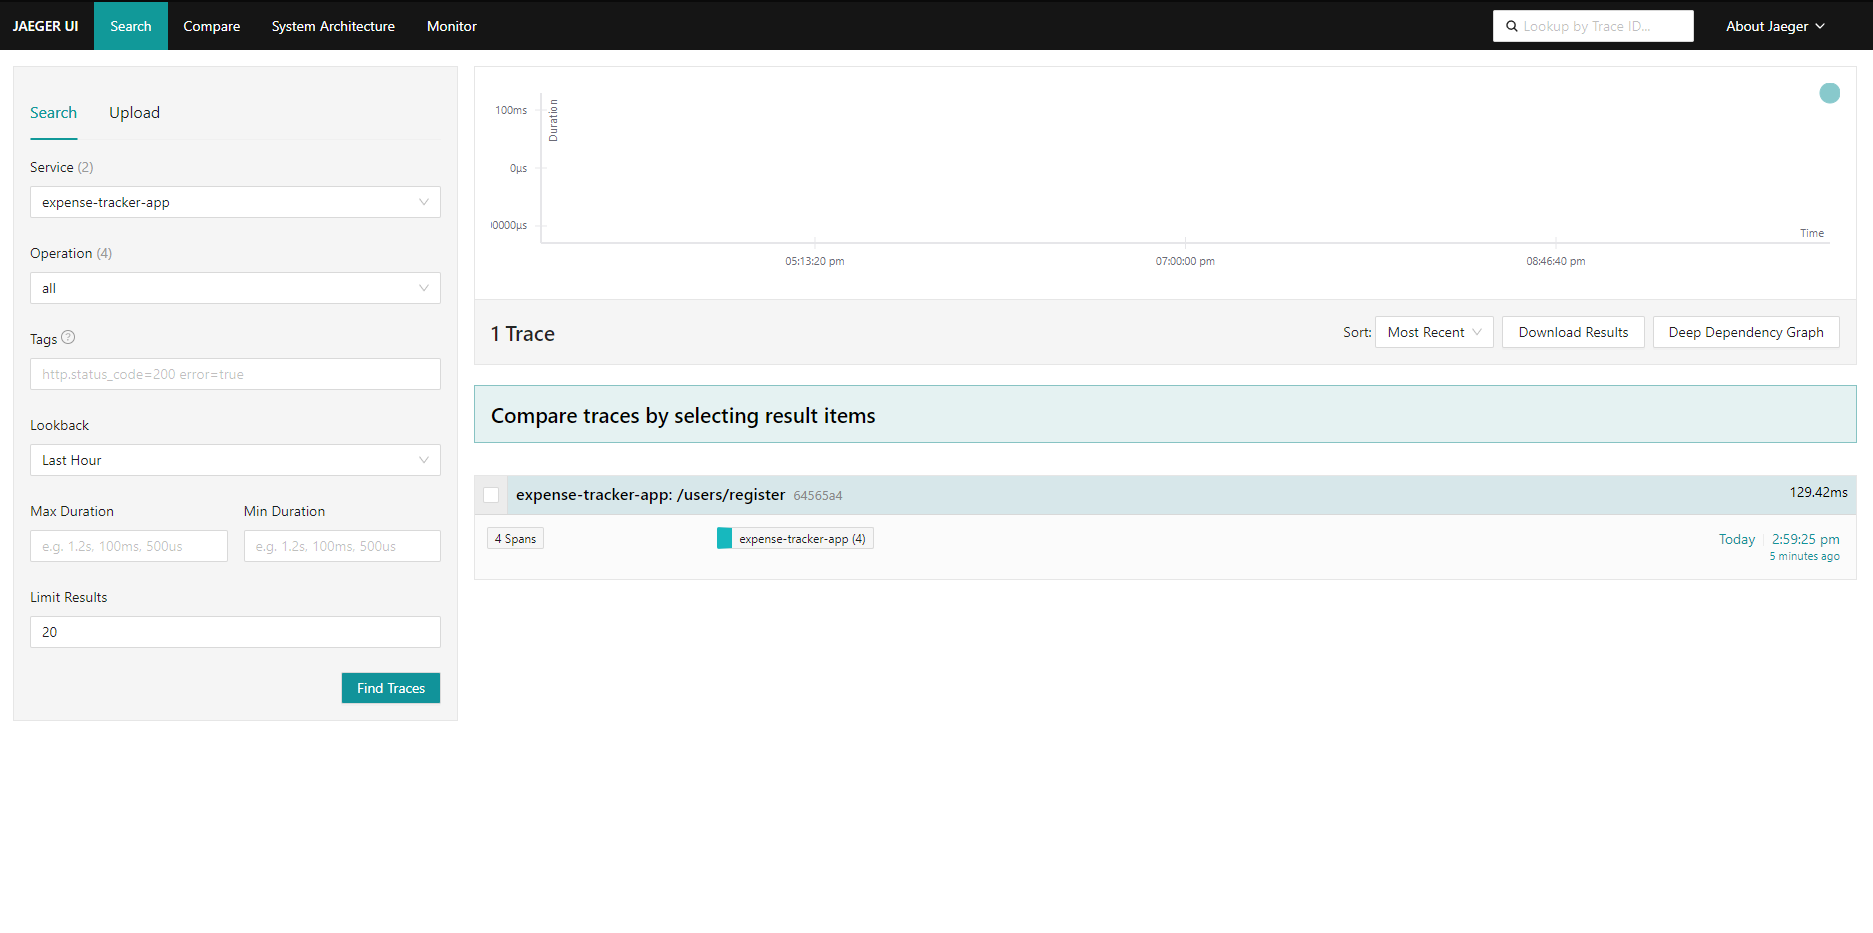 JAEGER UI
Search
Compare
System Architecture
Monitor
Lookup by Trace ID...
About Jaeger
Search
Upload
Service (2)
expense-tracker-app
Operation (4)
all
Tags
http.status_code=200 error=true
Lookback
Last Hour
Max Duration
Min Duration
e.g. 1.2s, 100ms, 500us
e.g. 1.2s, 100ms, 500us
Limit Results
20
Find Traces
Duration
100ms
0μs
0000μs
Time
05:13:20 pm
07:00:00 pm
08:46:40 pm
1 Trace
Sort:
Most Recent
Download Results
Deep Dependency Graph
Compare traces by selecting result items
expense-tracker-app: /users/register 64565a4
129.42ms
4 Spans
expense-tracker-app (4)
Today
2:59:25 pm
5 minutes ago